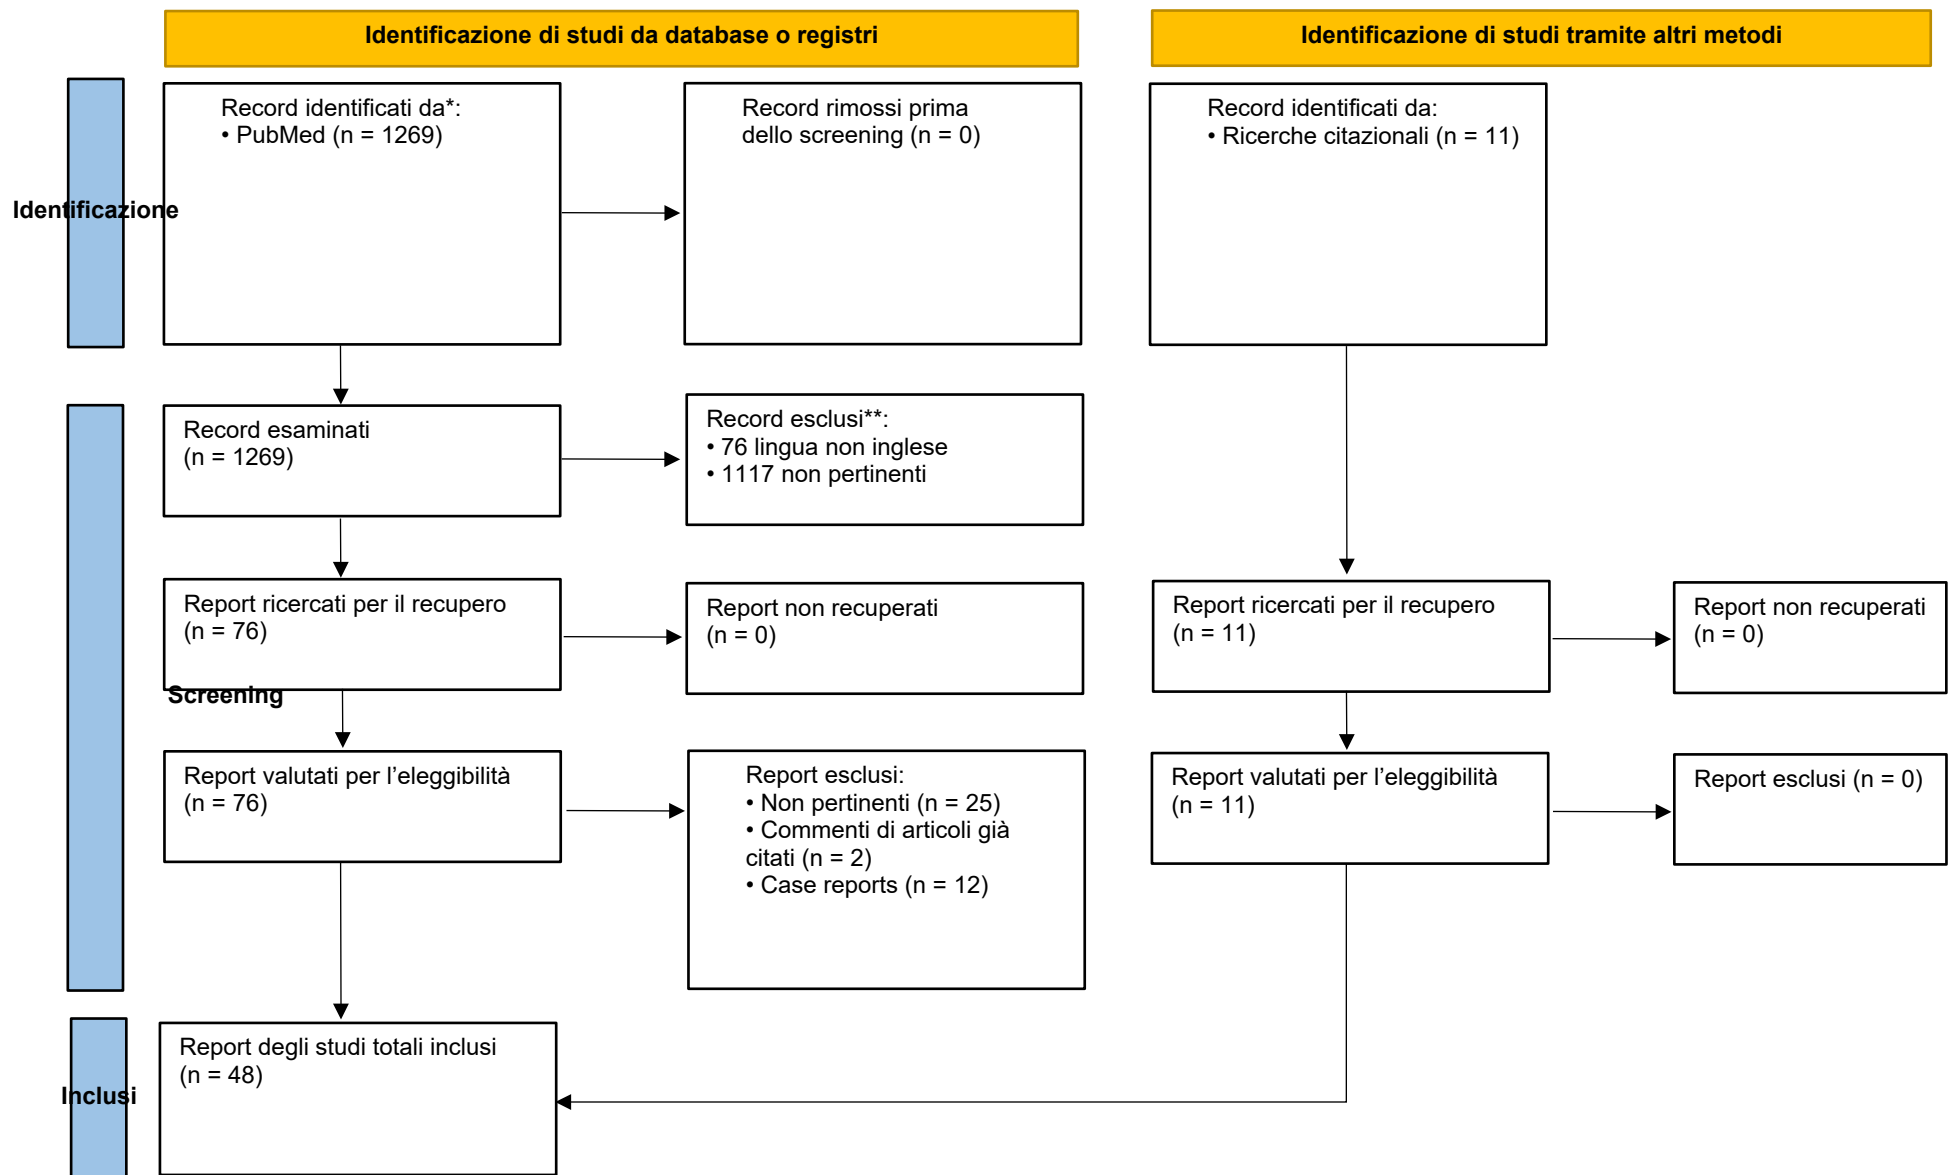 Identificazione di studi da database o registri
Identificazione di studi tramite altri metodi
Identificazione
Record identificati da*:
• PubMed (n = 1269)
Record rimossi prima
dello screening (n = 0)
Record identificati da:
• Ricerche citazionali (n = 11)
Screening
Record esaminati
(n = 1269)
Record esclusi**:
• 76 lingua non inglese
• 1117 non pertinenti
Report ricercati per il recupero
(n = 76)
Report non recuperati
(n = 0)
Report ricercati per il recupero
(n = 11)
Report non recuperati
(n = 0)
Report valutati per l’eleggibilità
(n = 76)
Report esclusi:
• Non pertinenti (n = 25)
• Commenti di articoli già
citati (n = 2)
• Case reports (n = 12)
Report valutati per l’eleggibilità
(n = 11)
Report esclusi (n = 0)
Inclusi
Report degli studi totali inclusi
(n = 48)